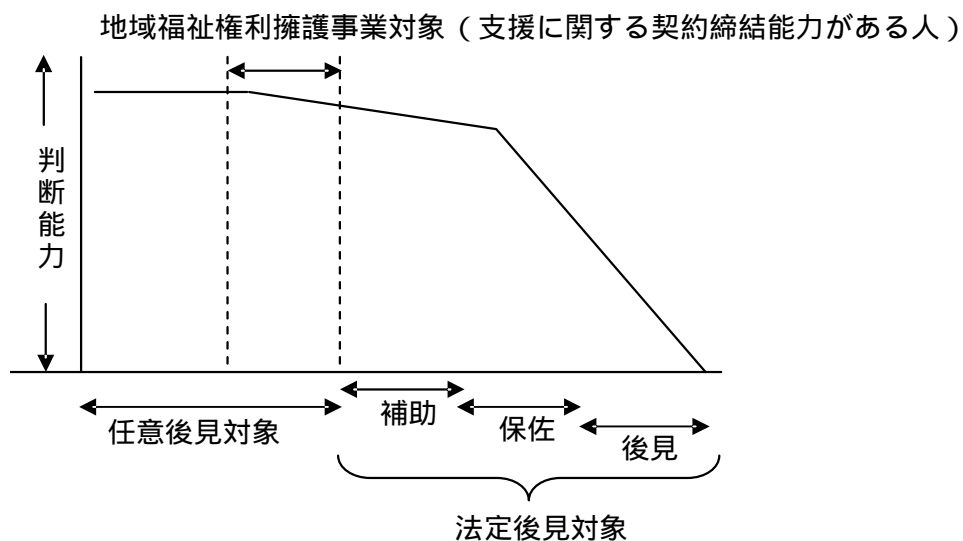 地域福祉権利擁護事業対象（支援に関する契約締結能力がある人）
判断能力
補助
任意後見対象
保佐
後見
法定後見対象